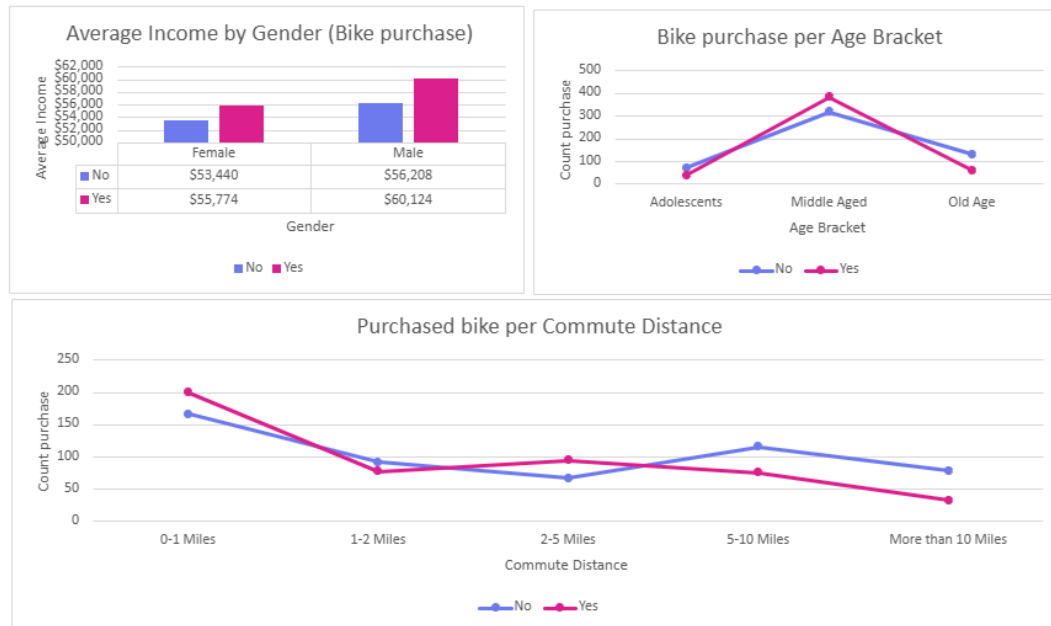 Average Income by Gender (Bike purchase)
Average Income
$62,000
$60,000
$58,000
$56,000
$54,000
$52,000
$50,000
Female Male
No $53,440 $56,208
Yes $55,774 $60,124
Gender
No Yes
Bike purchase per Age Bracket
Count purchase
500
400
300
200
100
0
Adolescents Middle Aged Old Age
Age Bracket
No Yes
Purchased bike per Commute Distance
Count purchase
250
200
150
100
50
0
0-1 Miles 1-2 Miles 2-5 Miles 5-10 Miles More than 10 Miles
Commute Distance
No Yes